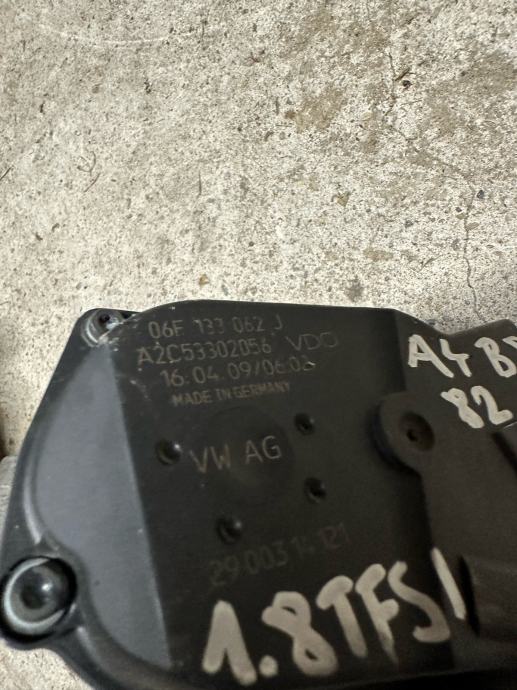 06F 133 062 J
A2C53302056 VDO
16.04.09/06:03
MADE IN GERMANY
A4 B
82
VW AG
29 003 14 121
1.8TFSI